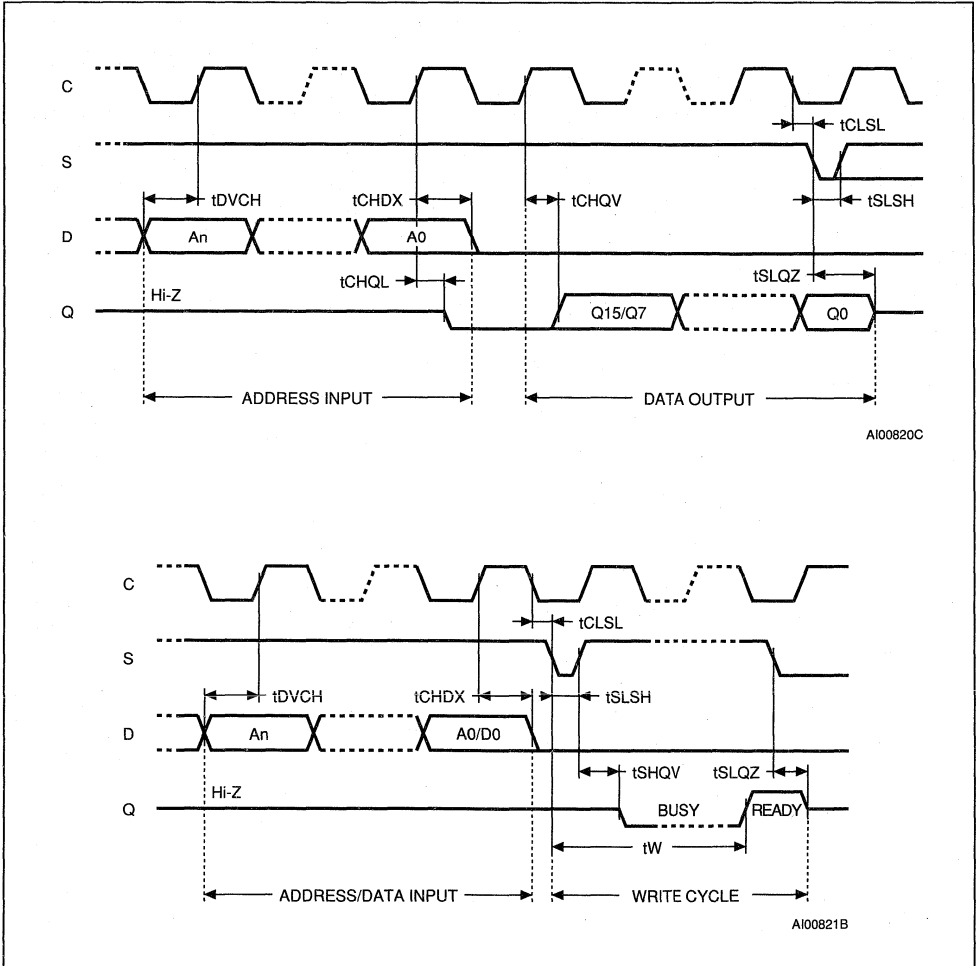 C
tCLSL
S
tDVCH
tCHDX
tCHQV
tSLSH
D
An
A0
tCHQL
tSLQZ
Hi-Z
Q
Q15/Q7
Q0
ADDRESS INPUT
DATA OUTPUT
AI00820C
C
tCLSL
S
tDVCH
tCHDX
tSLSH
D
An
A0/D0
tSHQV
tSLQZ
Hi-Z
Q
BUSY
READY
tW
ADDRESS/DATA INPUT
WRITE CYCLE
AI00821B